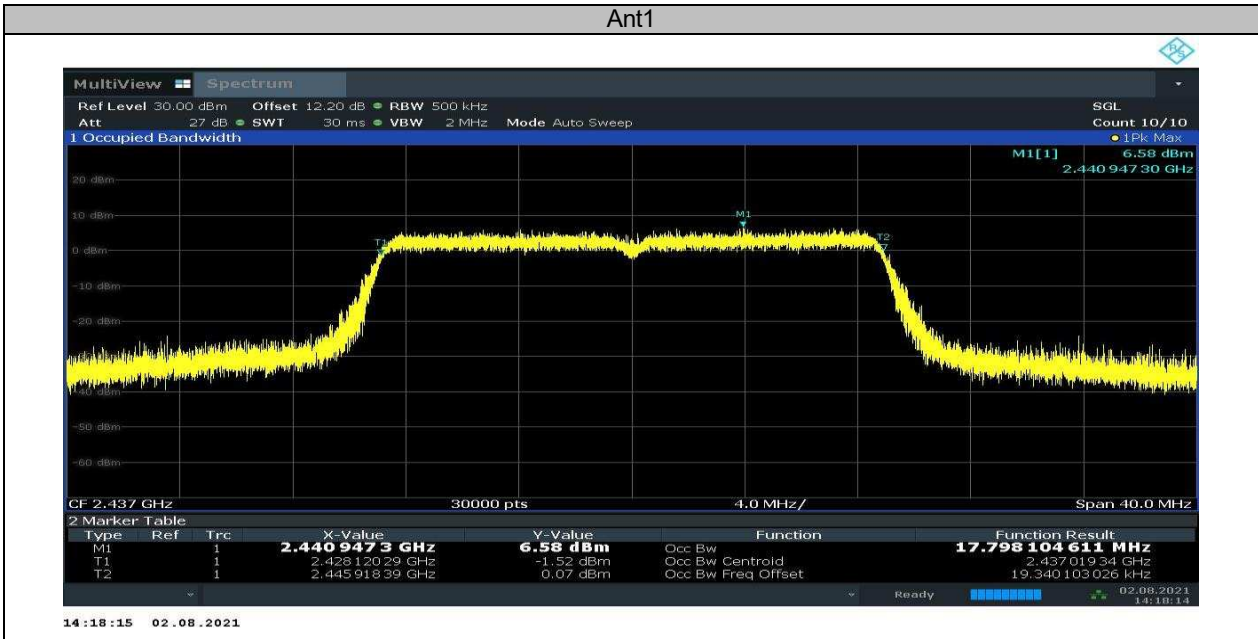 Ant1
R&S
MultiView Spectrum
Ref Level 30.00 dBm Offset 12.20 dB RBW 500 kHz SGL
Att 27 dB SWT 30 ms VBW 2 MHz Mode Auto Sweep Count 10/10
1 Occupied Bandwidth 1Pk Max
M1[1] 6.58 dBm
2.440 947 30 GHz
20 dBm
10 dBm
M1
T1
T2
0 dBm
-10 dBm
-20 dBm
-40 dBm
-50 dBm
-60 dBm
CF 2.437 GHz 30000 pts 4.0 MHz/ Span 40.0 MHz
2 Marker Table
Type Ref Trc X-Value Y-Value Function Function Result
M1 1 2.440 947 3 GHz 6.58 dBm Occ Bw 17.798 104 611 MHz
T1 1 2.428 120 29 GHz -1.52 dBm Occ Bw Centroid 2.437 019 34 GHz
T2 1 2.445 918 39 GHz 0.07 dBm Occ Bw Freq Offset 19.340 103 026 kHz
Ready 02.08.2021
14:18:14
14:18:15 02.08.2021